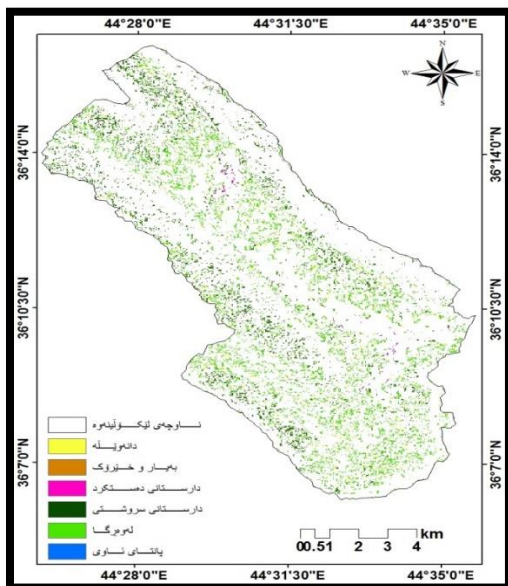 44°28'0"E 44°31'30"E 44°35'0"E
N
W E
S
36°14'0"N 36°14'0"N
36°10'30"N 36°10'30"N
36°7'0"N 36°7'0"N
ناوچەی لێکۆڵینەوە
دانەوێڵە
بەیار و خێرۆک
دارستانی دەستکرد
دارستانی سروشتی
لەوەڕگا
پانتای ئاوی
km
0 0.5 1 2 3 4
44°28'0"E 44°31'30"E 44°35'0"E